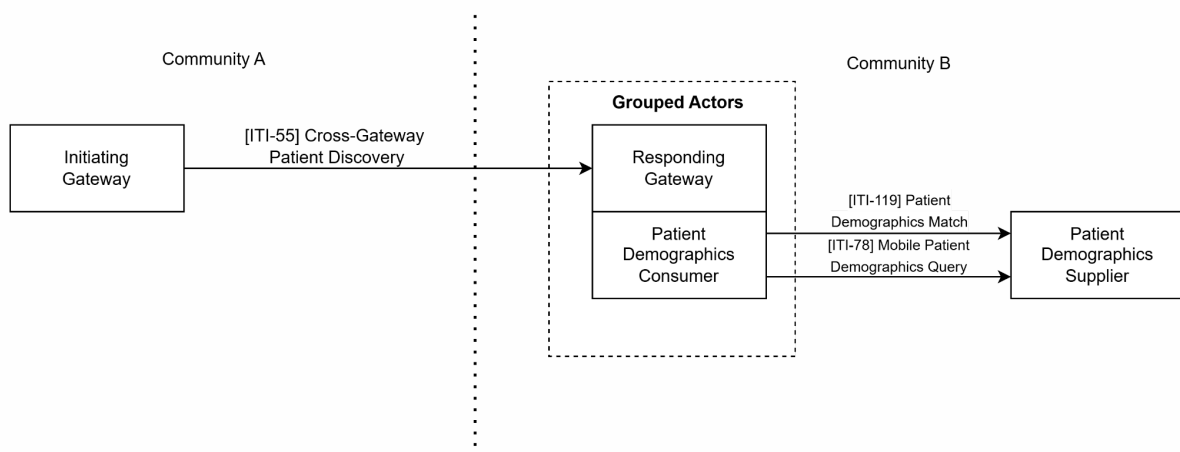 Community A
Community B
Grouped Actors
Initiating
Gateway
[ITI-55] Cross-Gateway
Patient Discovery
Responding
Gateway
Patient
Demographics
Consumer
[ITI-119] Patient
Demographics Match
[ITI-78] Mobile Patient
Demographics Query
Patient
Demographics
Supplier